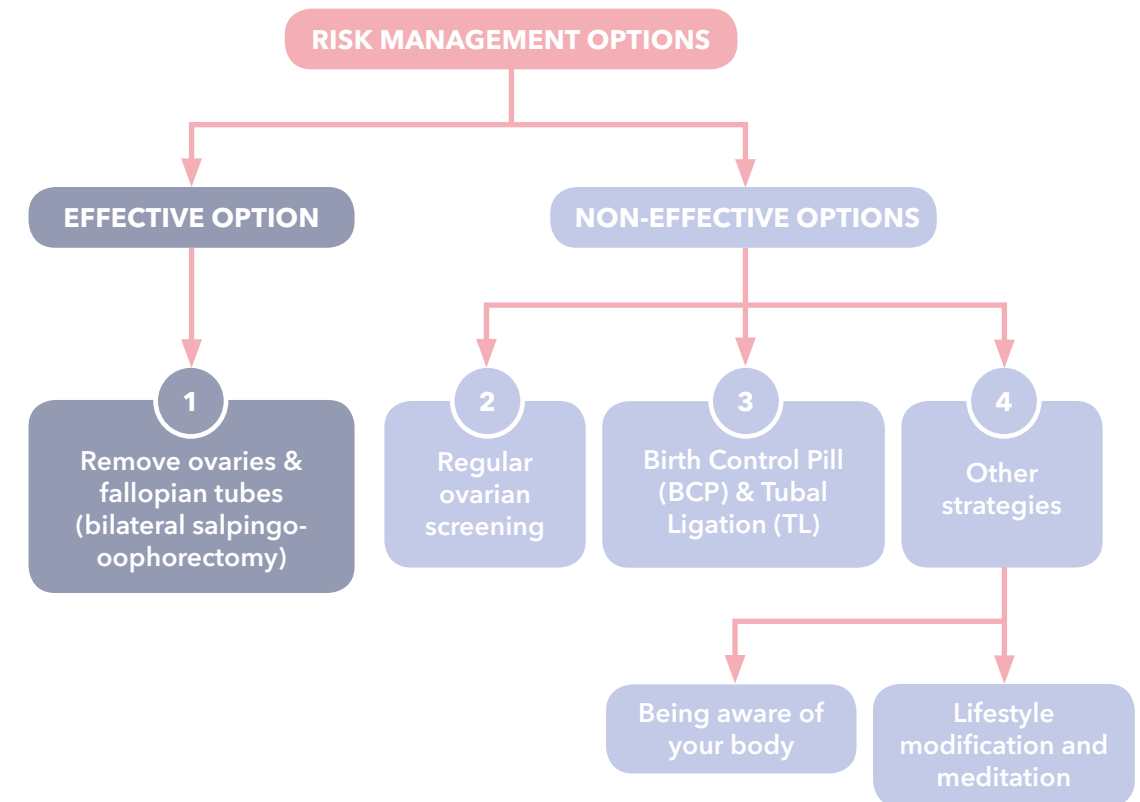 RISK MANAGEMENT OPTIONS
EFFECTIVE OPTION
NON-EFFECTIVE OPTIONS
1
Remove ovaries &
fallopian tubes
(bilateral salpingo-
oophorectomy)
2
Regular
ovarian
screening
3
Birth Control Pill
(BCP) & Tubal
Ligation (TL)
4
Other
strategies
Being aware of
your body
Lifestyle
modification and
meditation